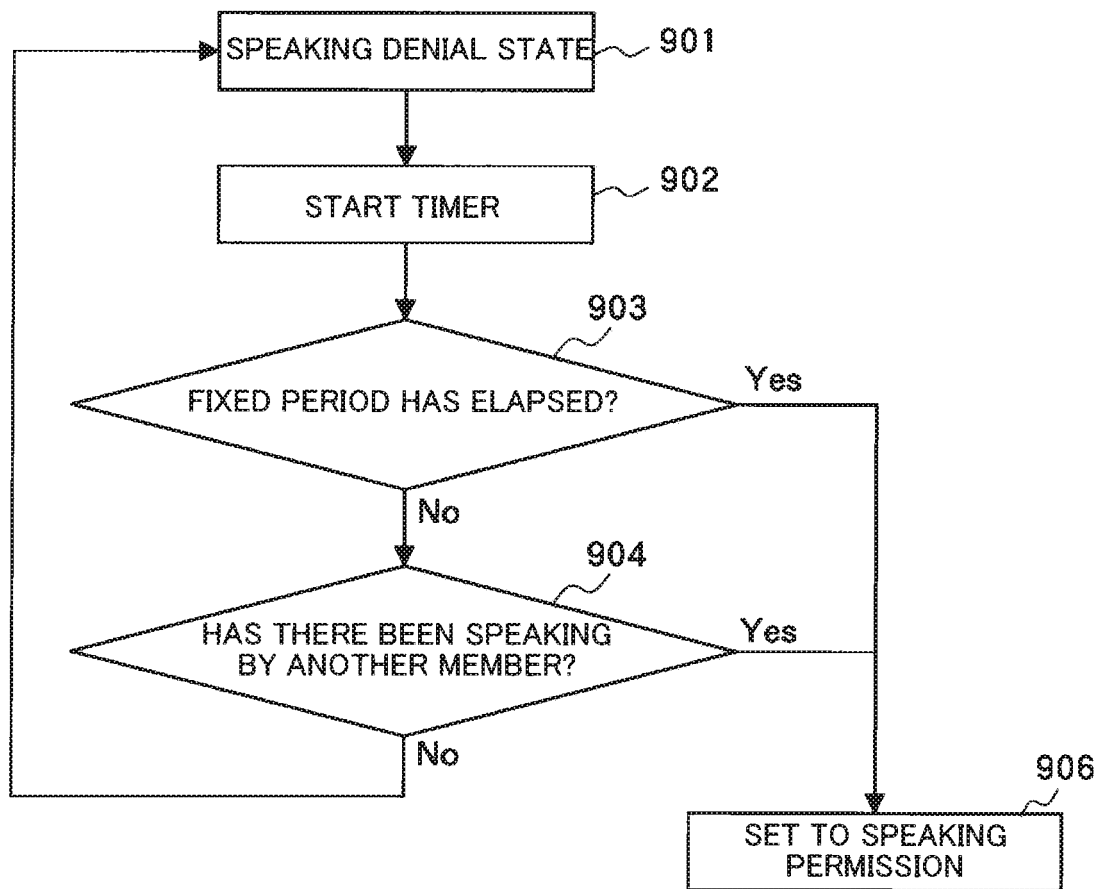 SPEAKING DENIAL STATE
901
START TIMER
902
903
FIXED PERIOD HAS ELAPSED?
Yes
No
904
HAS THERE BEEN SPEAKING
BY ANOTHER MEMBER?
Yes
No
906
SET TO SPEAKING
PERMISSION